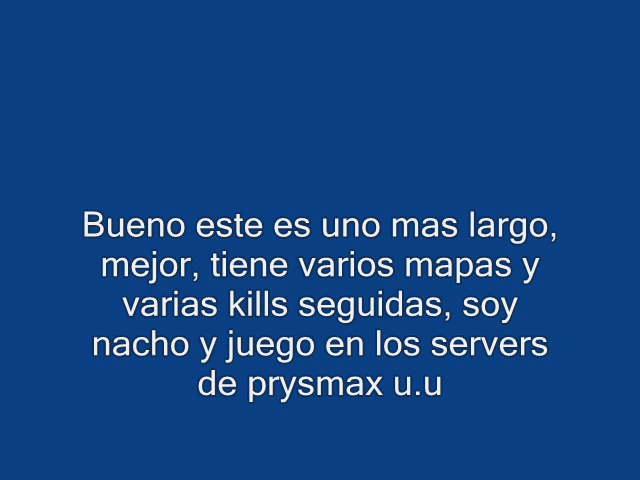 Bueno este es uno mas largo,
mejor, tiene varios mapas y
varias kills seguidas, soy
nacho y juego en los servers
de prysmax u.u